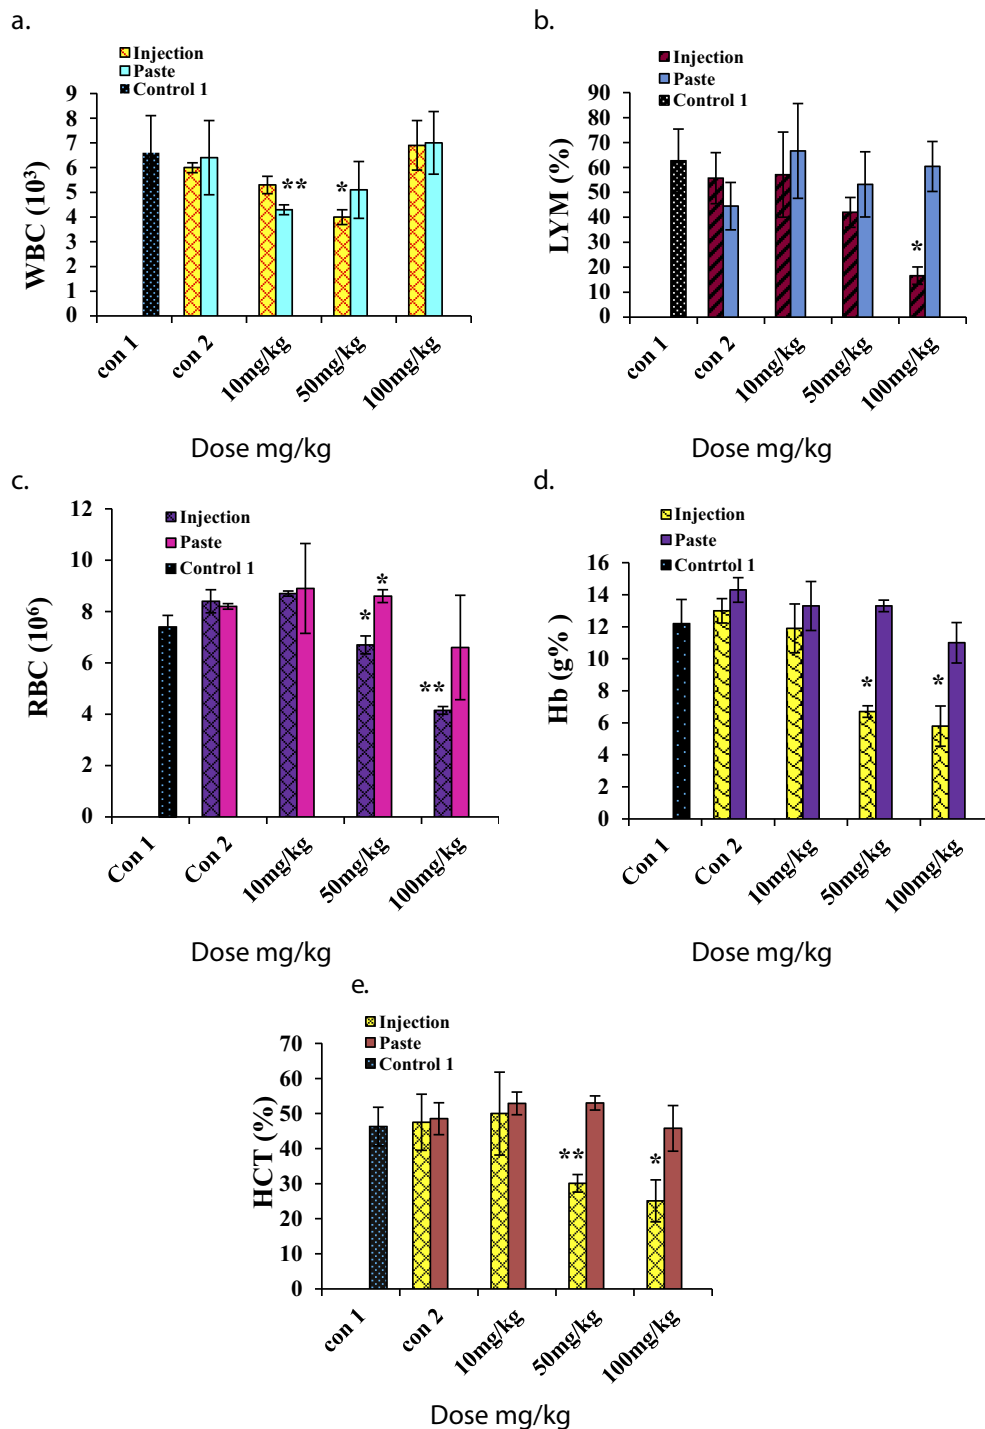 a.
Injection
Paste
Control 1
WBC (10³)
9
8
7
6
5
4
3
2
1
0
**
*
con 1
con 2
10mg/kg
50mg/kg
100mg/kg
Dose mg/kg
b.
Injection
Paste
Control 1
LYM (%)
90
80
70
60
50
40
30
20
10
0
*
con 1
con 2
10mg/kg
50mg/kg
100mg/kg
Dose mg/kg
c.
Injection
Paste
Control 1
RBC (10⁶)
12
10
8
6
4
2
0
*
*
**
Con 1
Con 2
10mg/kg
50mg/kg
100mg/kg
Dose mg/kg
d.
Injection
Paste
Contrtol 1
Hb (g%)
16
14
12
10
8
6
4
2
0
*
*
Con 1
Con 2
10mg/kg
50mg/kg
100mg/kg
Dose mg/kg
e.
Injection
Paste
Control 1
HCT (%)
70
60
50
40
30
20
10
0
**
*
con 1
con 2
10mg/kg
50mg/kg
100mg/kg
Dose mg/kg